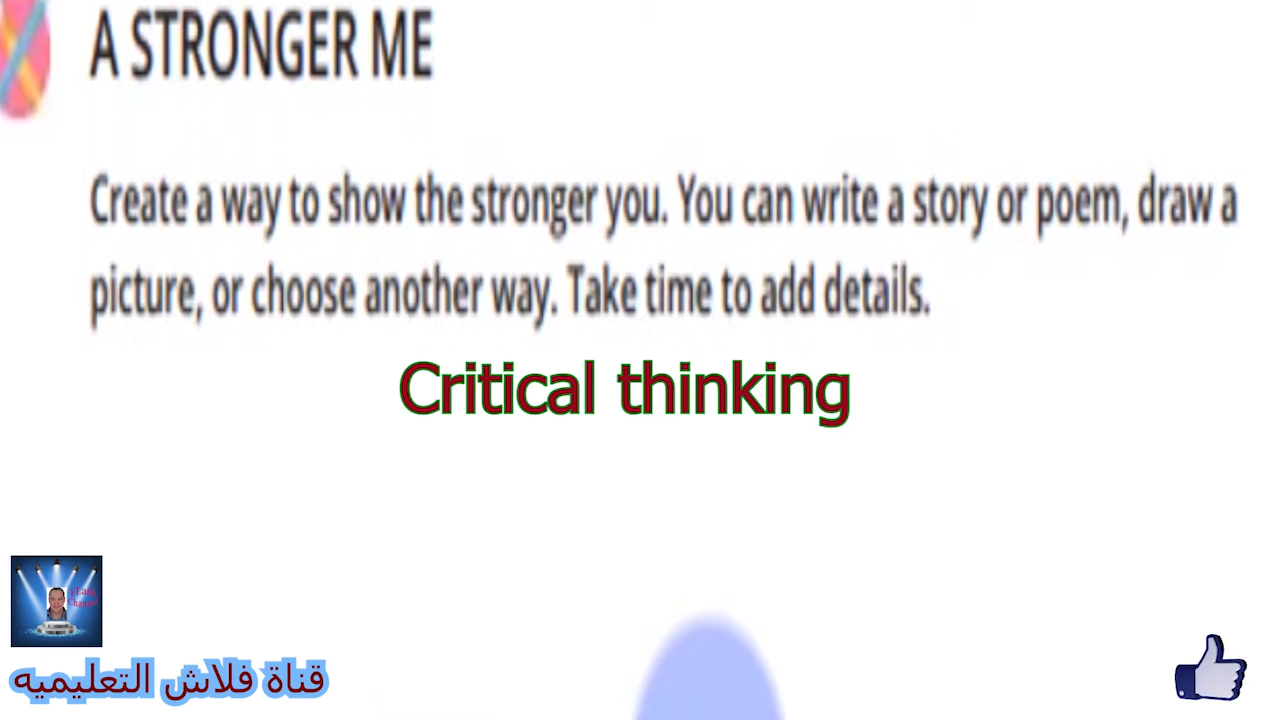 A STRONGER ME
Create a way to show the stronger you. You can write a story or poem, draw a
picture, or choose another way. Take time to add details.
Critical thinking
قناة فلاش التعليميه